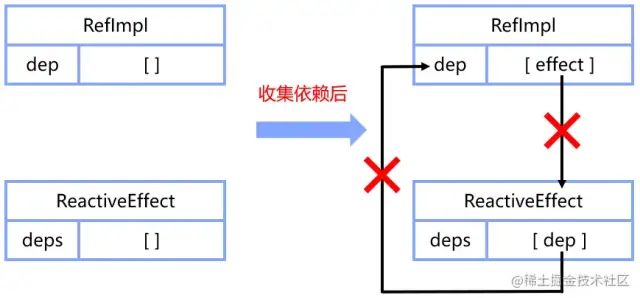 RefImpl
dep [ ]
ReactiveEffect
deps [ ]
收集依赖后
RefImpl
dep [ effect ]
ReactiveEffect
deps [ dep ]
@稀土掘金技术社区